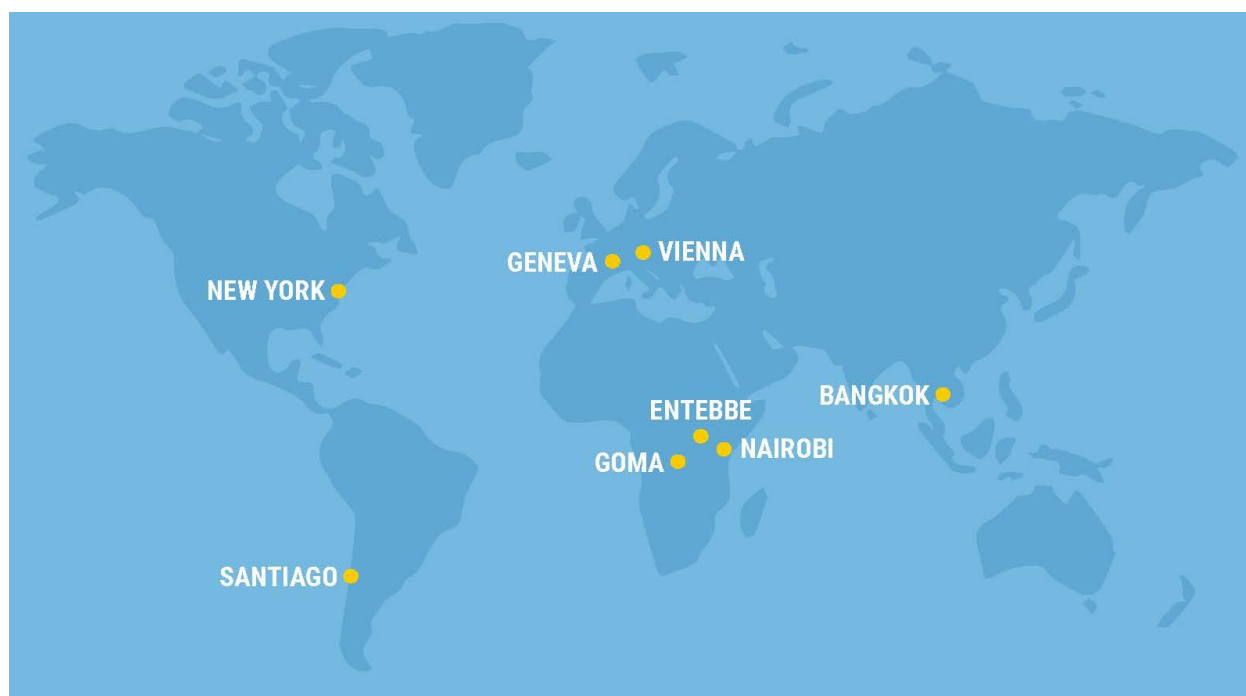 VIENNA
GENEVA
NEW YORK
BANGKOK
ENTEBBE
NAIROBI
GOMA
SANTIAGO